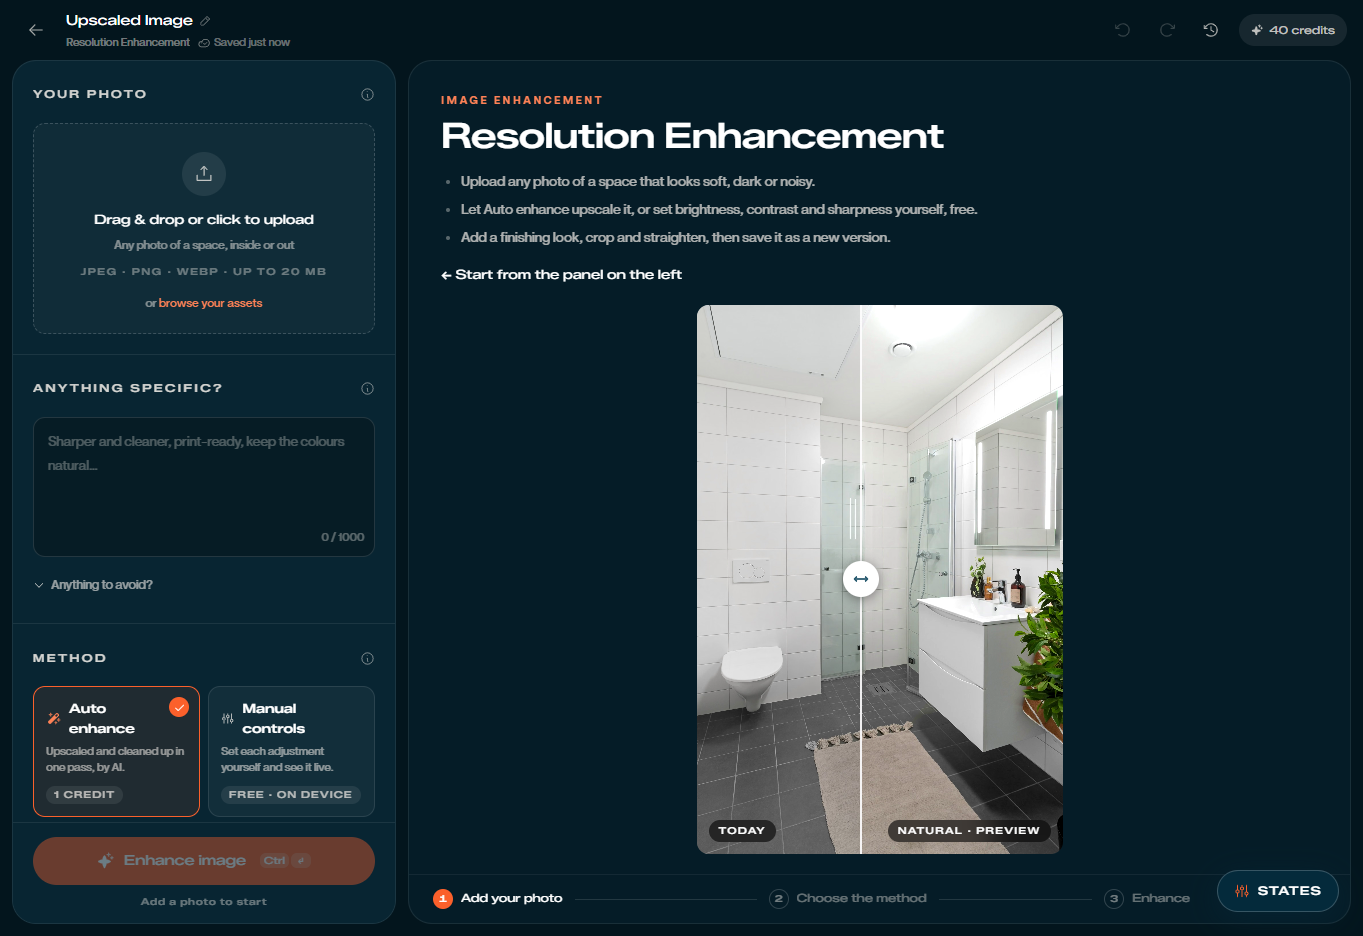 Upscaled Image
Resolution Enhancement Saved just now
40 credits
YOUR PHOTO
Drag & drop or click to upload
Any photo of a space, inside or out
JPEG · PNG · WEBP · UP TO 20 MB
or browse your assets
ANYTHING SPECIFIC?
Sharper and cleaner, print-ready, keep the colours
natural...
0 / 1000
Anything to avoid?
METHOD
Auto
enhance
Upscaled and cleaned up in
one pass, by AI.
1 CREDIT
Manual
controls
Set each adjustment
yourself and see it live.
FREE · ON DEVICE
Enhance image Ctrl ↵
Add a photo to start
IMAGE ENHANCEMENT
Resolution Enhancement
• Upload any photo of a space that looks soft, dark or noisy.
• Let Auto enhance upscale it, or set brightness, contrast and sharpness yourself, free.
• Add a finishing look, crop and straighten, then save it as a new version.
← Start from the panel on the left
TODAY
NATURAL · PREVIEW
1 Add your photo
2 Choose the method
3 Enhance
STATES